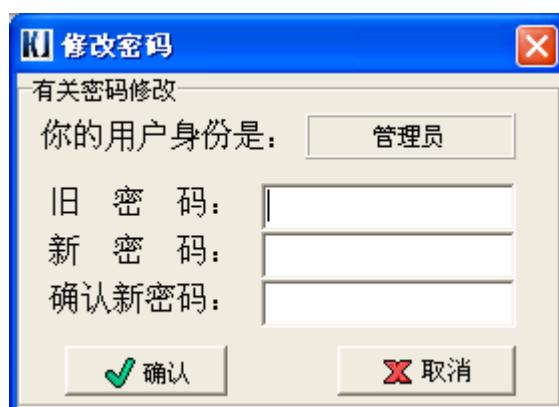 KJ 修改密码
有关密码修改
你的用户身份是： 管理员
旧 密 码：
新 密 码：
确认新密码：
确认 取消